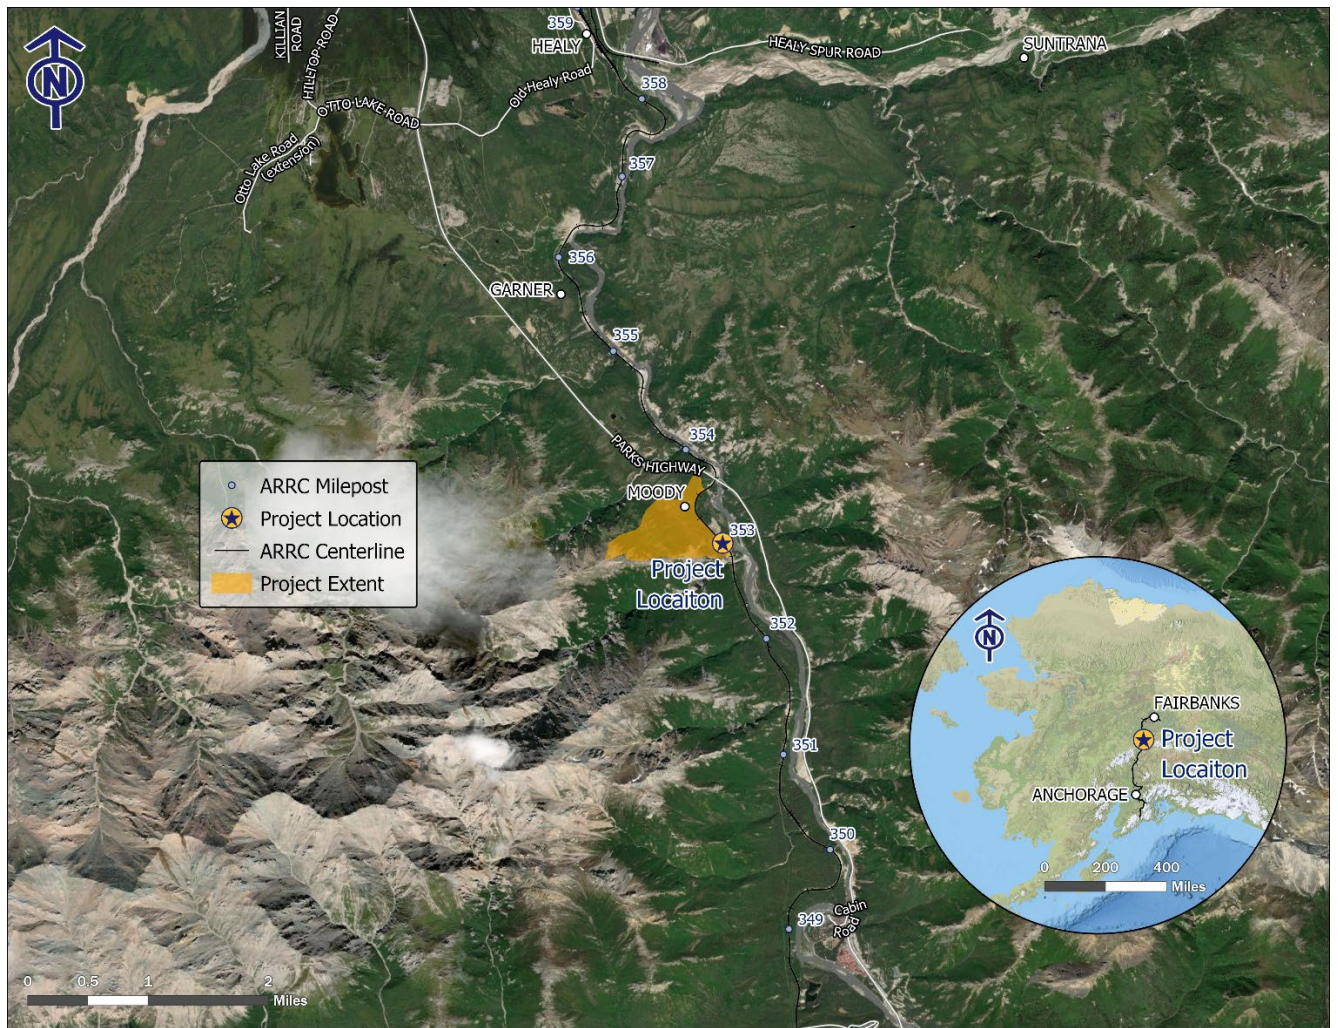 N
KILLIAN
ROAD
HILLTOP ROAD
OTTO LAKE ROAD
Otto Lake Road
(extension)
Old Healy Road
359
HEALY
HEALY SPUR ROAD
SUNTRANA
358
357
356
GARNER
355
354
PARKS HIGHWAY
MOODY
353
Project
Locaiton
352
351
350
349
Cabin
Road
ARRC Milepost
Project Location
ARRC Centerline
Project Extent
N
FAIRBANKS
Project
Locaiton
ANCHORAGE
0 200 400
Miles
0 0.5 1 2
Miles